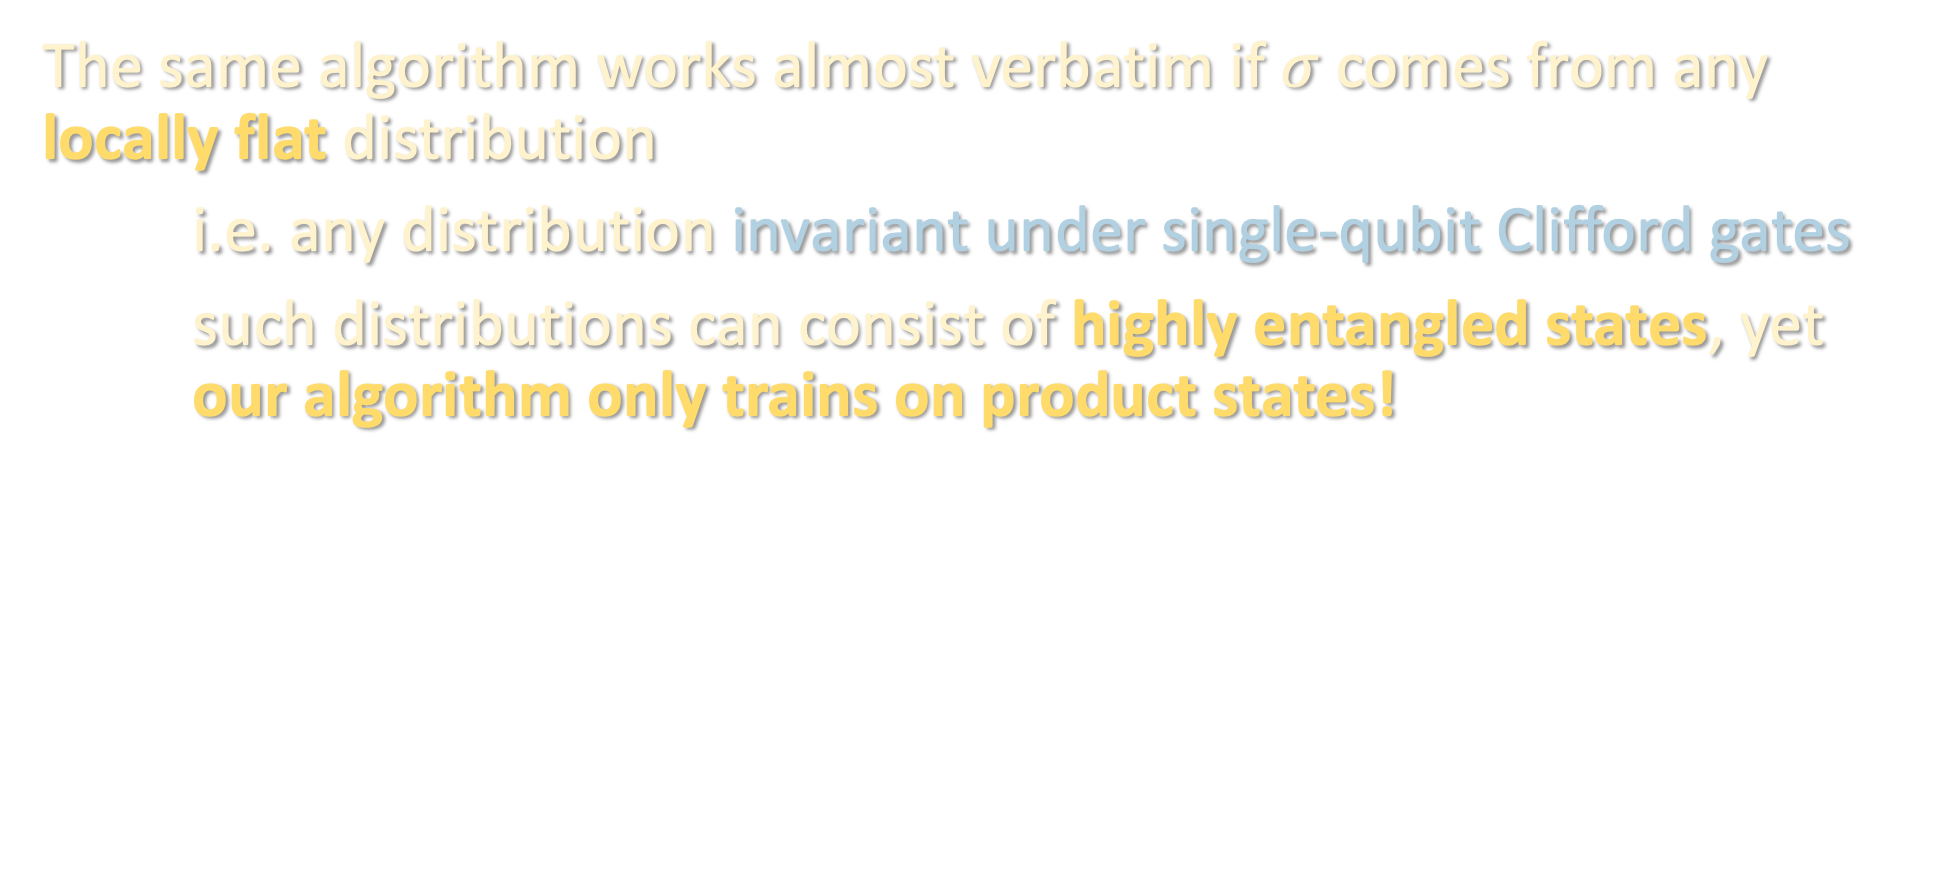 The same algorithm works almost verbatim if σ comes from any
locally flat distribution
i.e. any distribution invariant under single-qubit Clifford gates
such distributions can consist of highly entangled states, yet
our algorithm only trains on product states!